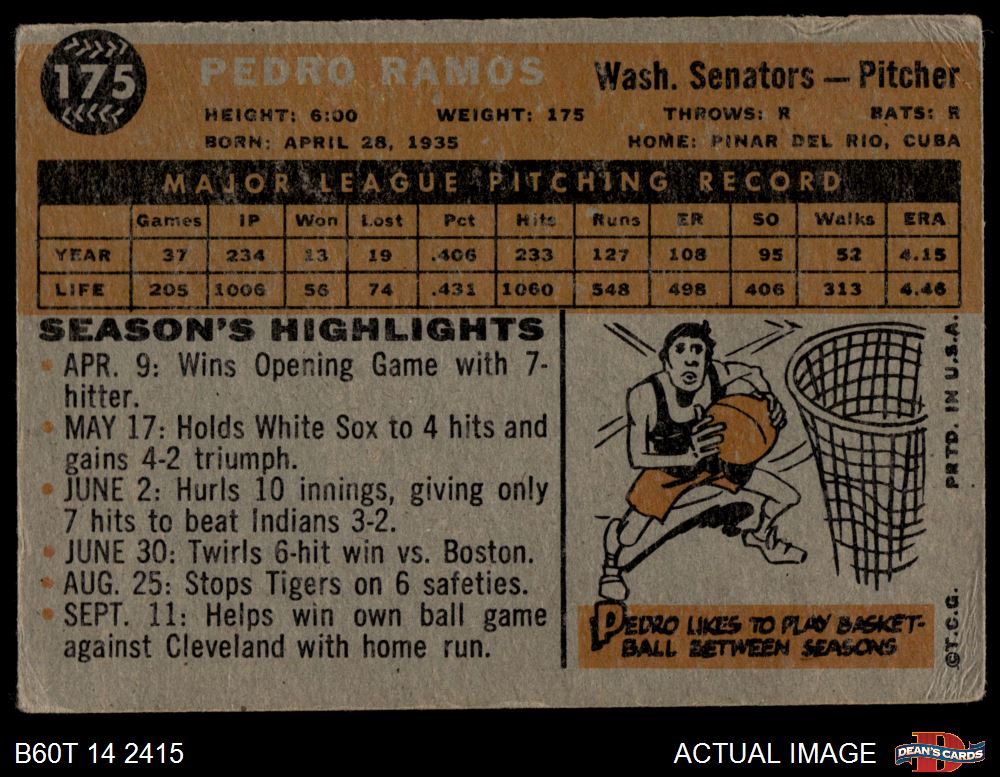 175
PEDRO RAMOS
Wash. Senators — Pitcher
HEIGHT: 6:00 WEIGHT: 175 THROWS: R BATS: R
BORN: APRIL 28, 1935 HOME: PINAR DEL RIO, CUBA
MAJOR LEAGUE PITCHING RECORD
Games IP Won Lost Pct Hits Runs ER SO Walks ERA
YEAR 37 234 13 19 .406 233 127 108 95 52 4.15
LIFE 205 1006 56 74 .431 1060 548 498 406 313 4.46
SEASON'S HIGHLIGHTS
• APR. 9: Wins Opening Game with 7-
hitter.
• MAY 17: Holds White Sox to 4 hits and
gains 4-2 triumph.
• JUNE 2: Hurls 10 innings, giving only
7 hits to beat Indians 3-2.
• JUNE 30: Twirls 6-hit win vs. Boston.
• AUG. 25: Stops Tigers on 6 safeties.
• SEPT. 11: Helps win own ball game
against Cleveland with home run.
PEDRO LIKES TO PLAY BASKET-
BALL BETWEEN SEASONS
©T.C.G. PRTD. IN U.S.A.
B60T 14 2415
ACTUAL IMAGE
DEAN'S CARDS